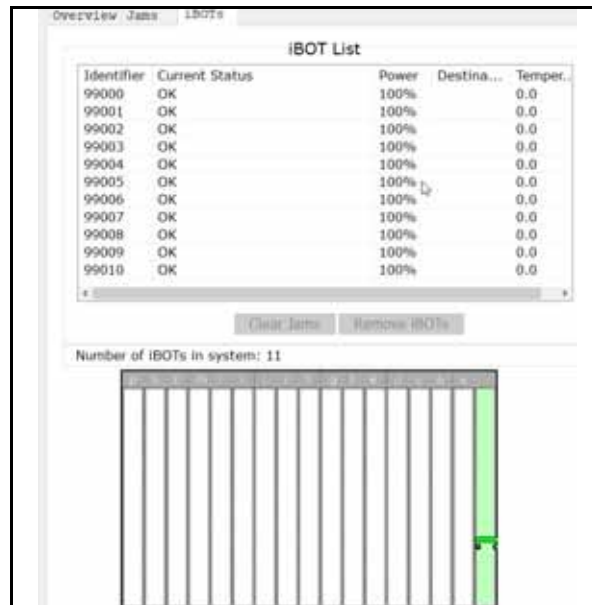 Overview Jams iBOTs
iBOT List
Identifier Current Status Power Destina... Temper..
99000 OK 100% 0.0
99001 OK 100% 0.0
99002 OK 100% 0.0
99003 OK 100% 0.0
99004 OK 100% 0.0
99005 OK 100% 0.0
99006 OK 100% 0.0
99007 OK 100% 0.0
99008 OK 100% 0.0
99009 OK 100% 0.0
99010 OK 100% 0.0
Clear Jams Remove iBOTs
Number of iBOTs in system: 11